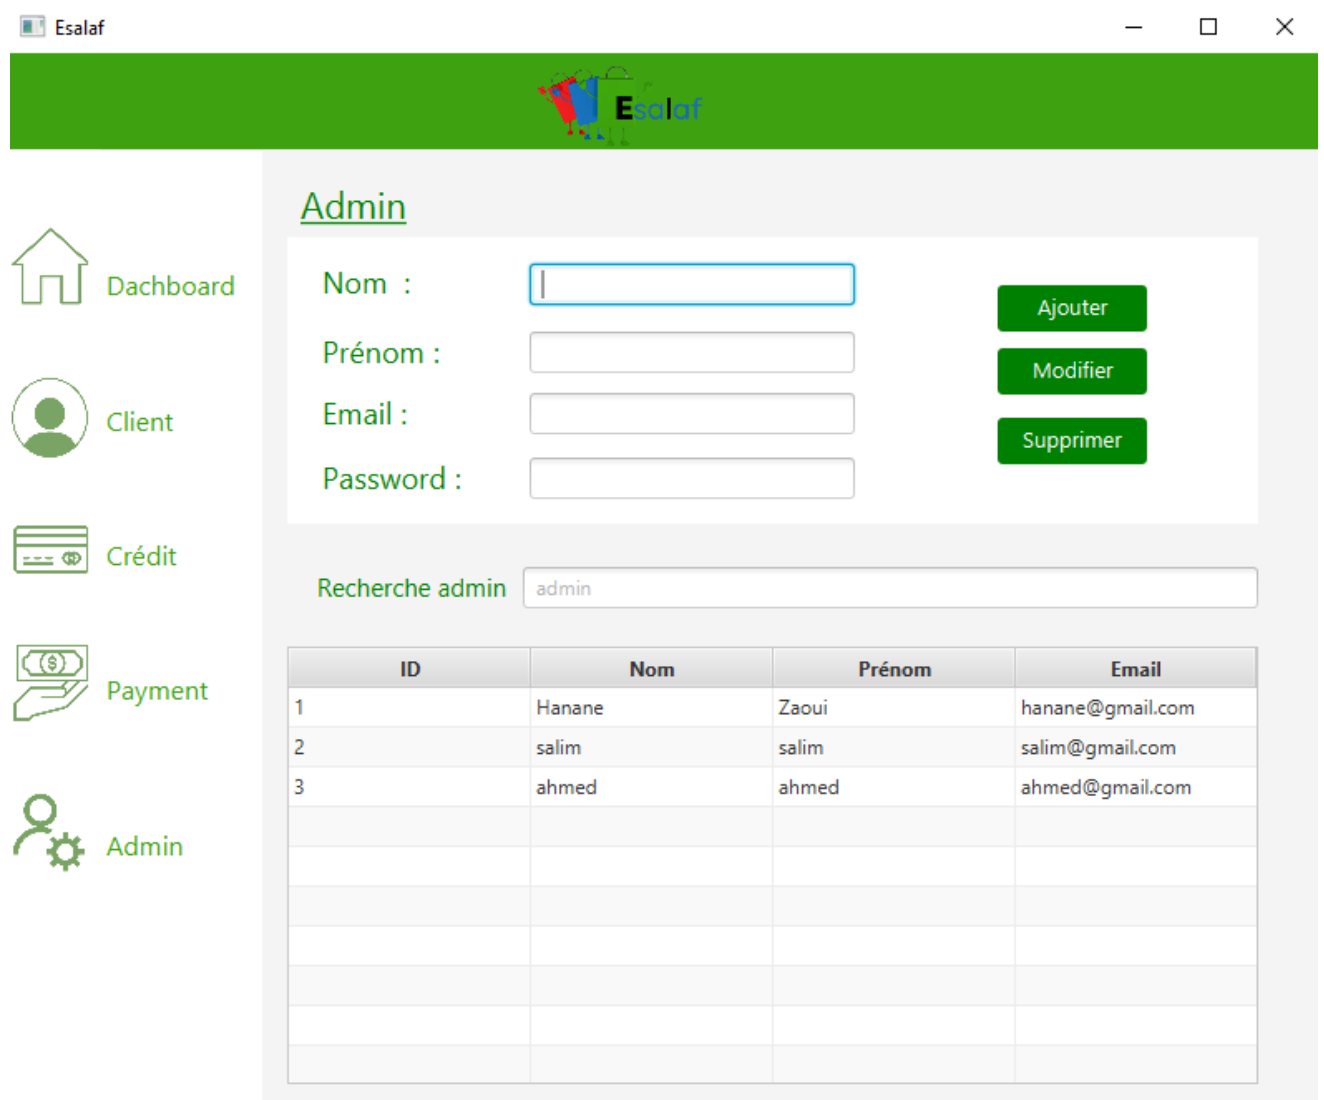 Esalaf
Esalaf
Admin
Dachboard
Client
Crédit
Payment
Admin
Nom :
Prénom :
Email :
Password :
Ajouter
Modifier
Supprimer
Recherche admin admin
ID Nom Prénom Email
1 Hanane Zaoui hanane@gmail.com
2 salim salim salim@gmail.com
3 ahmed ahmed ahmed@gmail.com